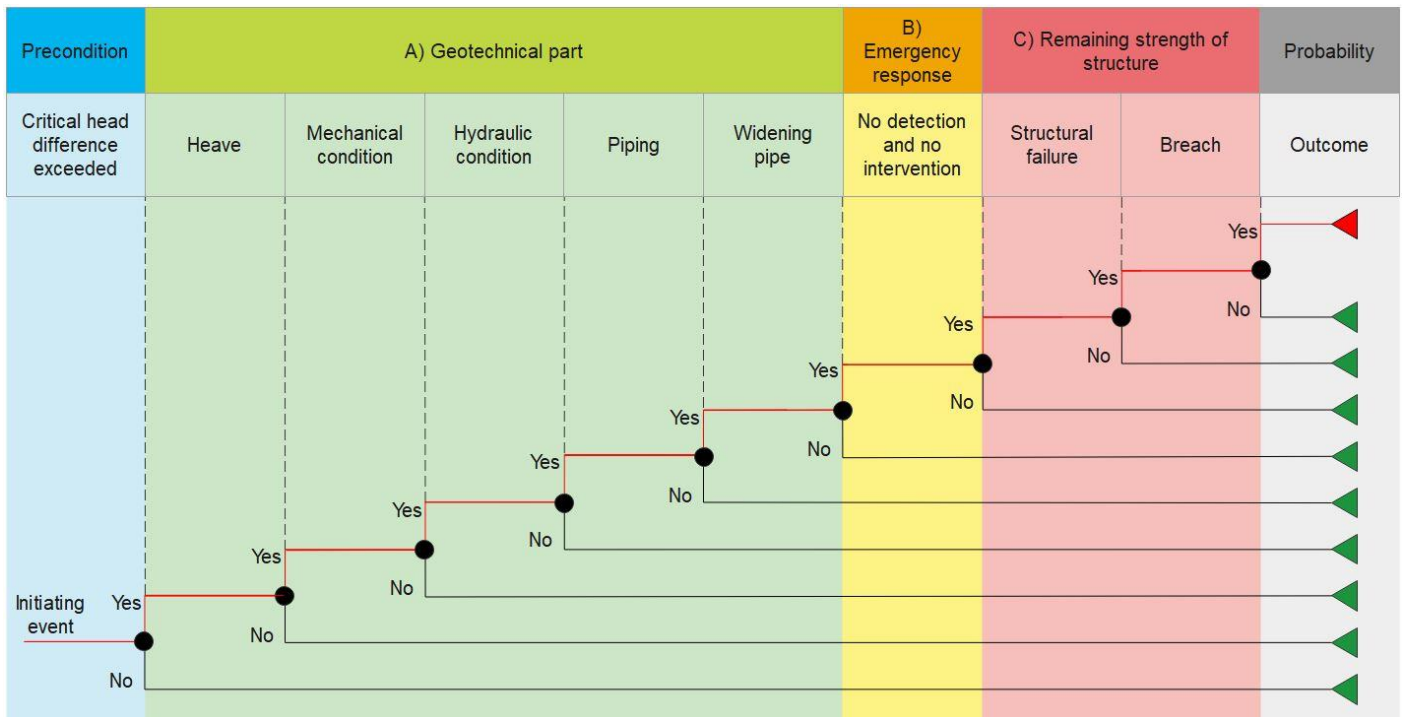 Precondition
A) Geotechnical part
B)
Emergency
response
C) Remaining strength of
structure
Probability
Critical head
difference
exceeded
Heave
Mechanical
condition
Hydraulic
condition
Piping
Widening
pipe
No detection
and no
intervention
Structural
failure
Breach
Outcome
Yes
Yes
No
Yes
No
Yes
No
Yes
No
Yes
No
Yes
No
Yes
No
Initiating
event
Yes
No
No